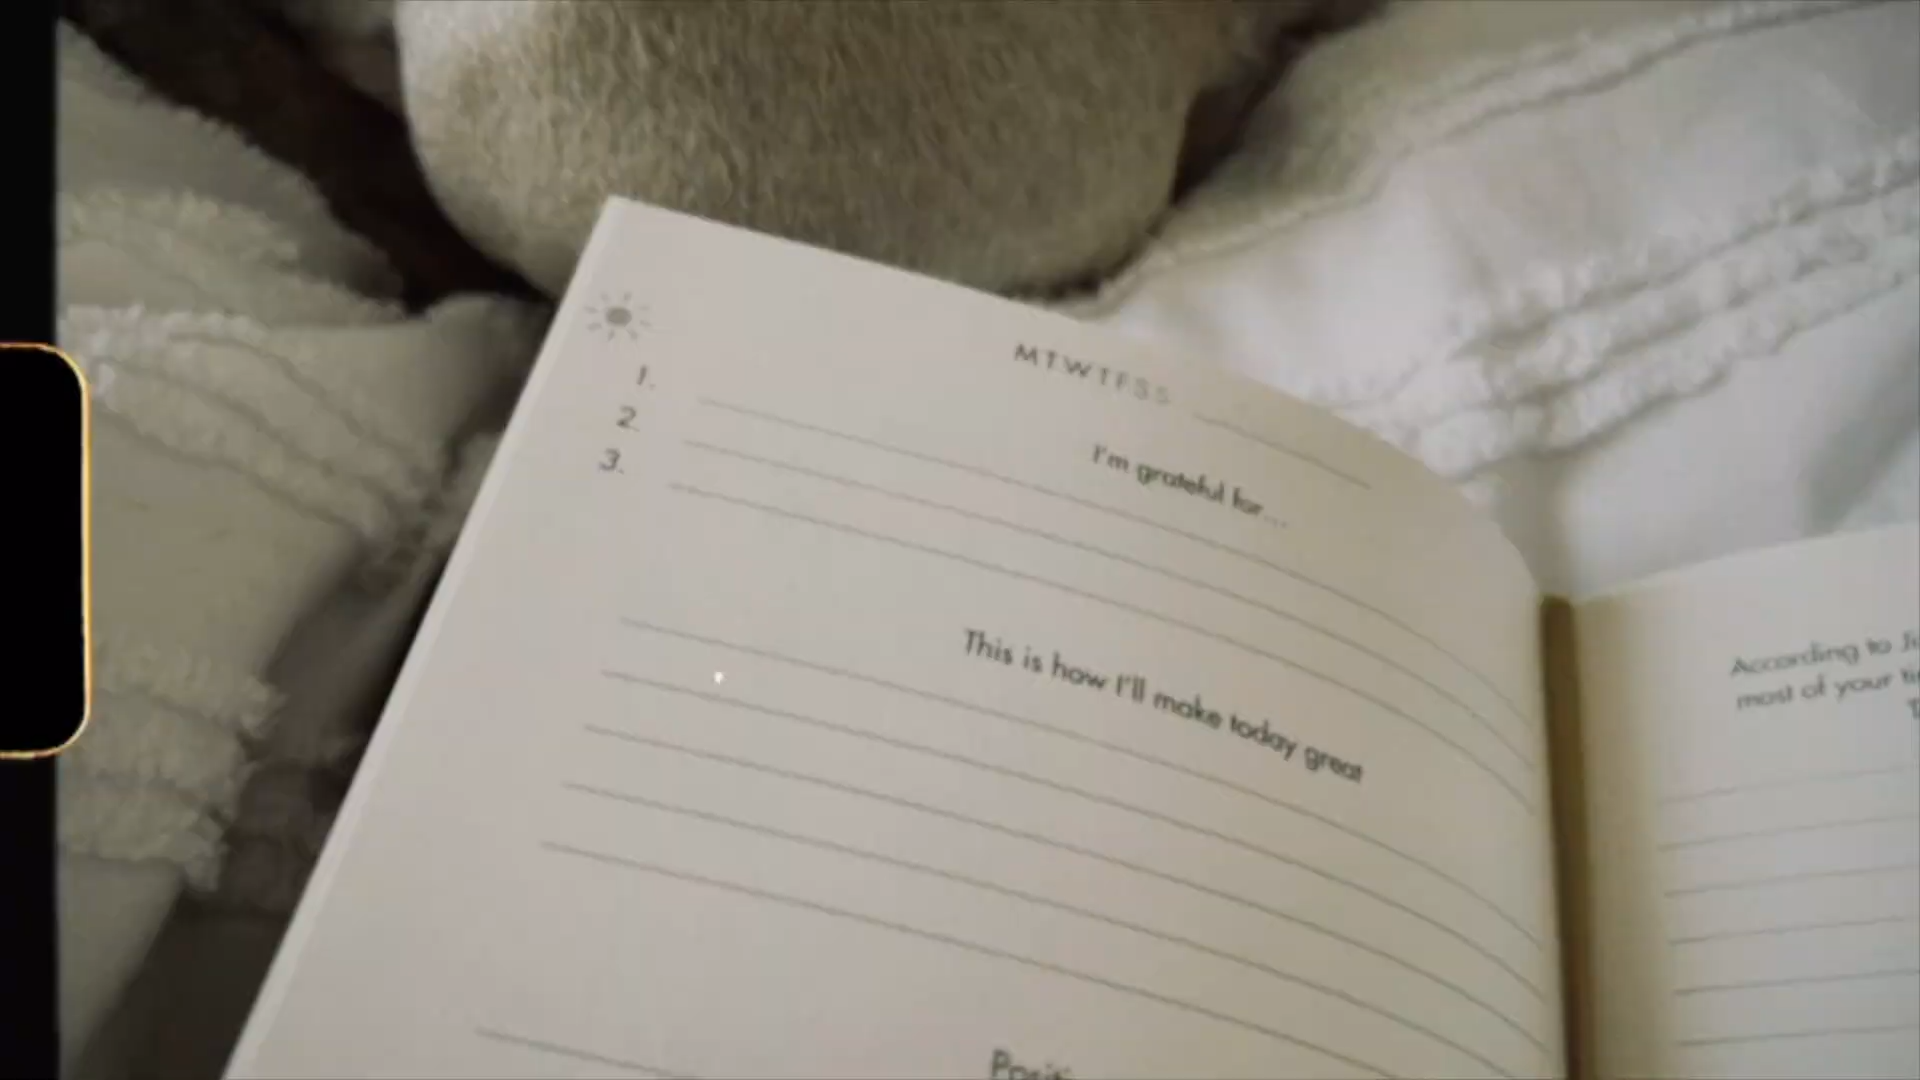 MTWTFSS
I'm grateful for...
1.
2.
3.
This is how I'll make today great
According to
most of your